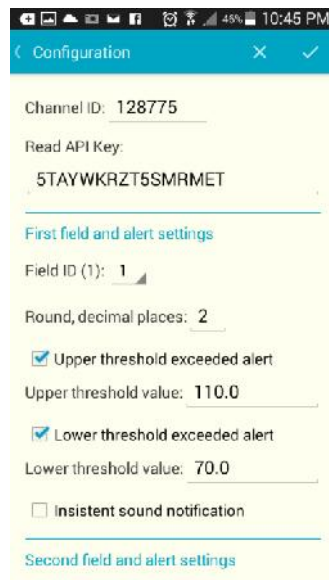 46% 10:45 PM
Configuration
Channel ID: 128775
Read API Key:
5TAYWKRZT5SMRMET
First field and alert settings
Field ID (1): 1
Round, decimal places: 2
Upper threshold exceeded alert
Upper threshold value: 110.0
Lower threshold exceeded alert
Lower threshold value: 70.0
Insistent sound notification
Second field and alert settings